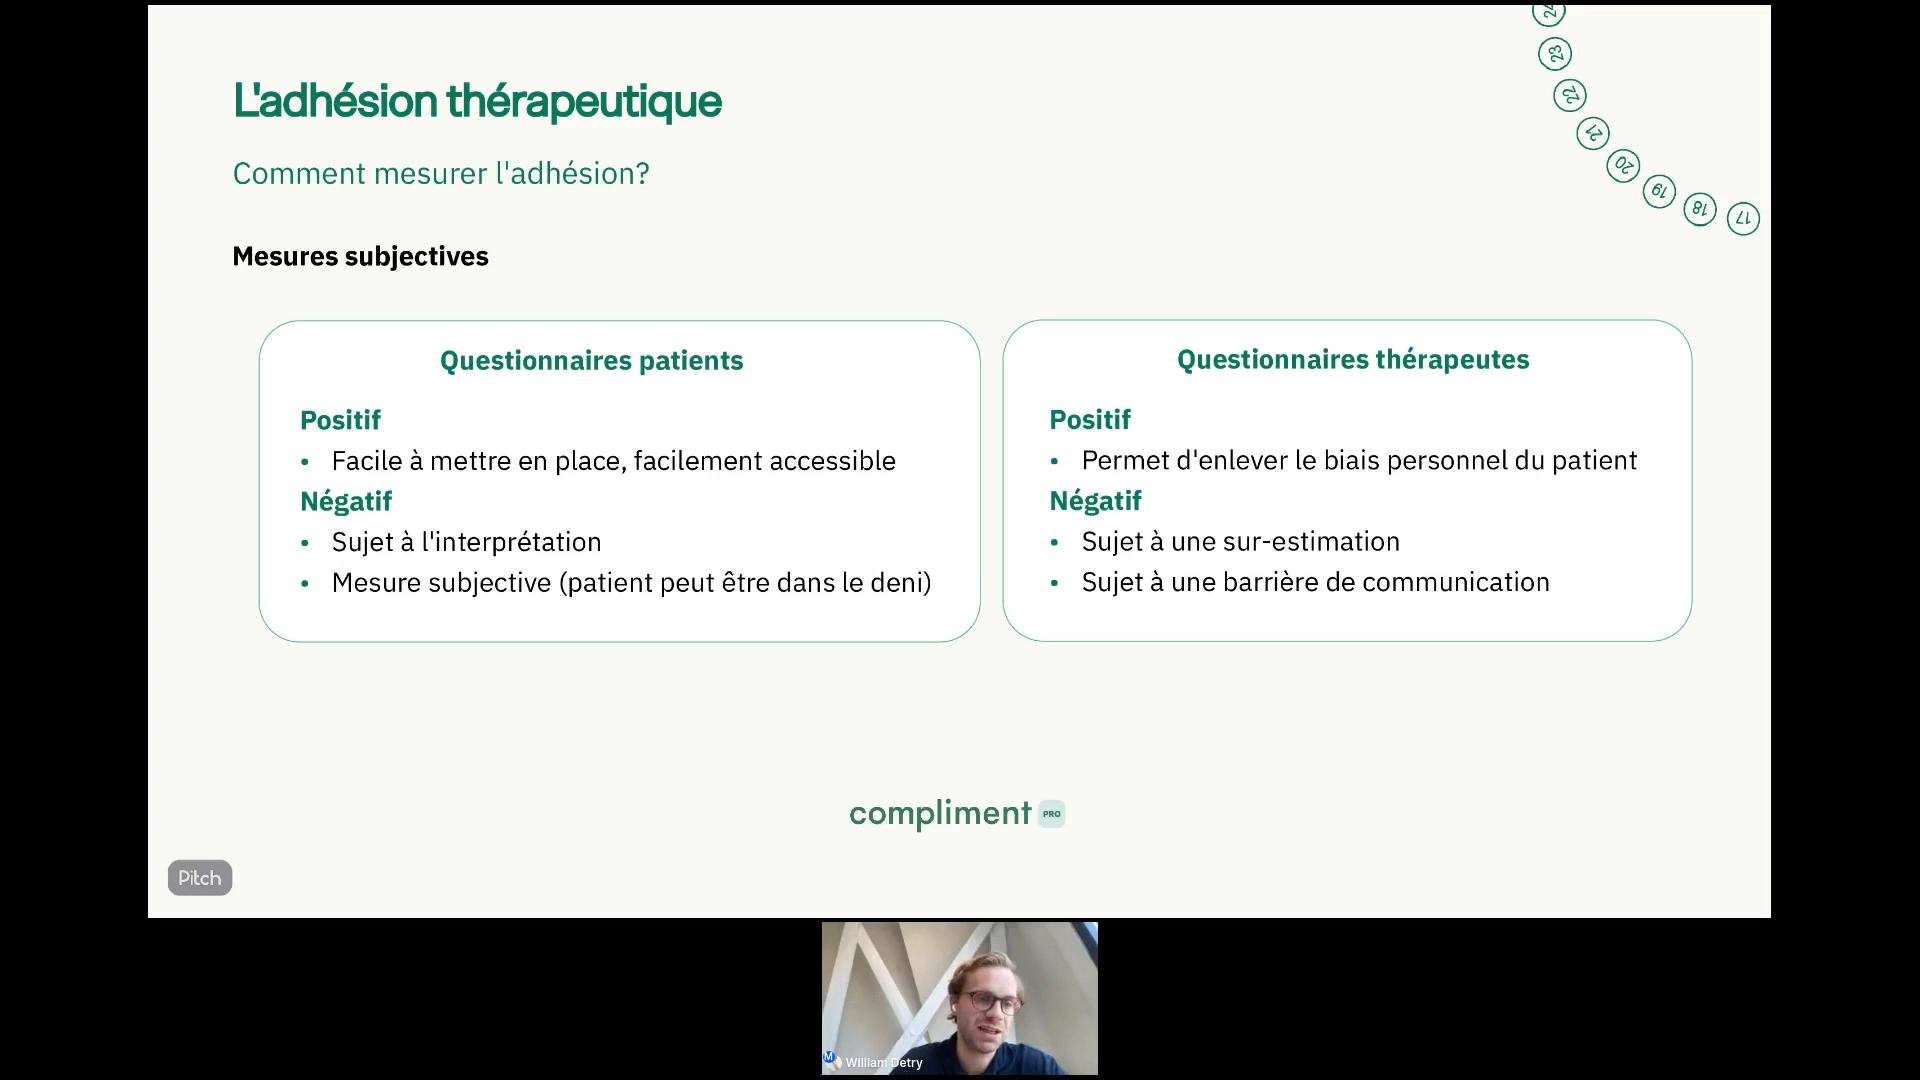 L'adhésion thérapeutique
Comment mesurer l'adhésion?
Mesures subjectives
Questionnaires patients
Positif
• Facile à mettre en place, facilement accessible
Négatif
• Sujet à l'interprétation
• Mesure subjective (patient peut être dans le deni)
Questionnaires thérapeutes
Positif
• Permet d'enlever le biais personnel du patient
Négatif
• Sujet à une sur-estimation
• Sujet à une barrière de communication
24
23
22
21
20
19
18
17
compliment PRO
Pitch
M William Detry